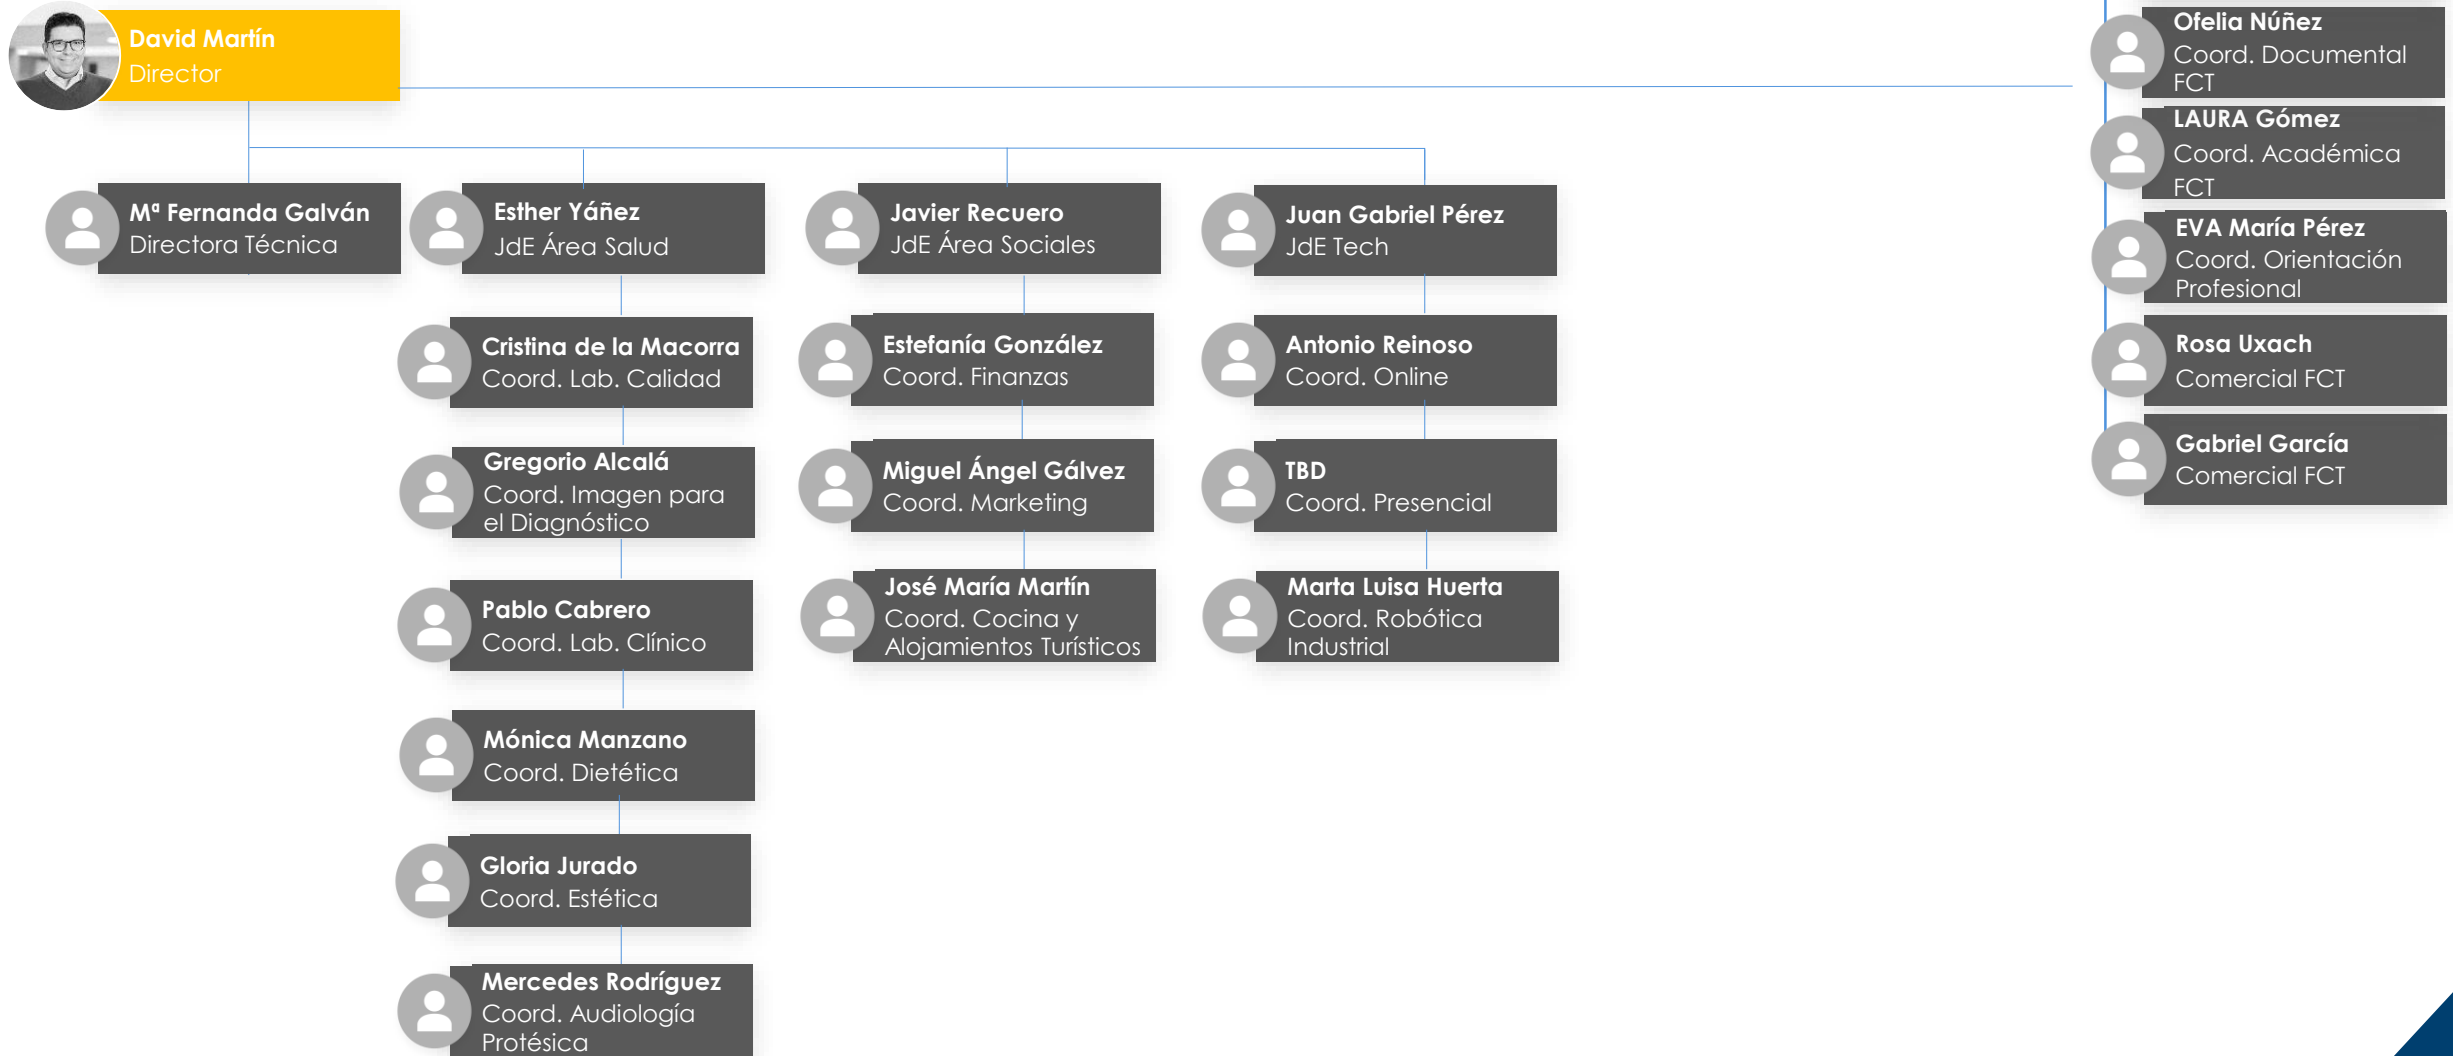 David Martín
Director
Mª Fernanda Galván
Directora Técnica
Esther Yáñez
JdE Área Salud
Cristina de la Macorra
Coord. Lab. Calidad
Gregorio Alcalá
Coord. Imagen para
el Diagnóstico
Pablo Cabrero
Coord. Lab. Clínico
Mónica Manzano
Coord. Dietética
Gloria Jurado
Coord. Estética
Mercedes Rodríguez
Coord. Audiología
Protésica
Javier Recuero
JdE Área Sociales
Estefanía González
Coord. Finanzas
Miguel Ángel Gálvez
Coord. Marketing
José María Martín
Coord. Cocina y
Alojamientos Turísticos
Juan Gabriel Pérez
JdE Tech
Antonio Reinoso
Coord. Online
TBD
Coord. Presencial
Marta Luisa Huerta
Coord. Robótica
Industrial
Ofelia Núñez
Coord. Documental
FCT
LAURA Gómez
Coord. Académica
FCT
EVA María Pérez
Coord. Orientación
Profesional
Rosa Uxach
Comercial FCT
Gabriel García
Comercial FCT